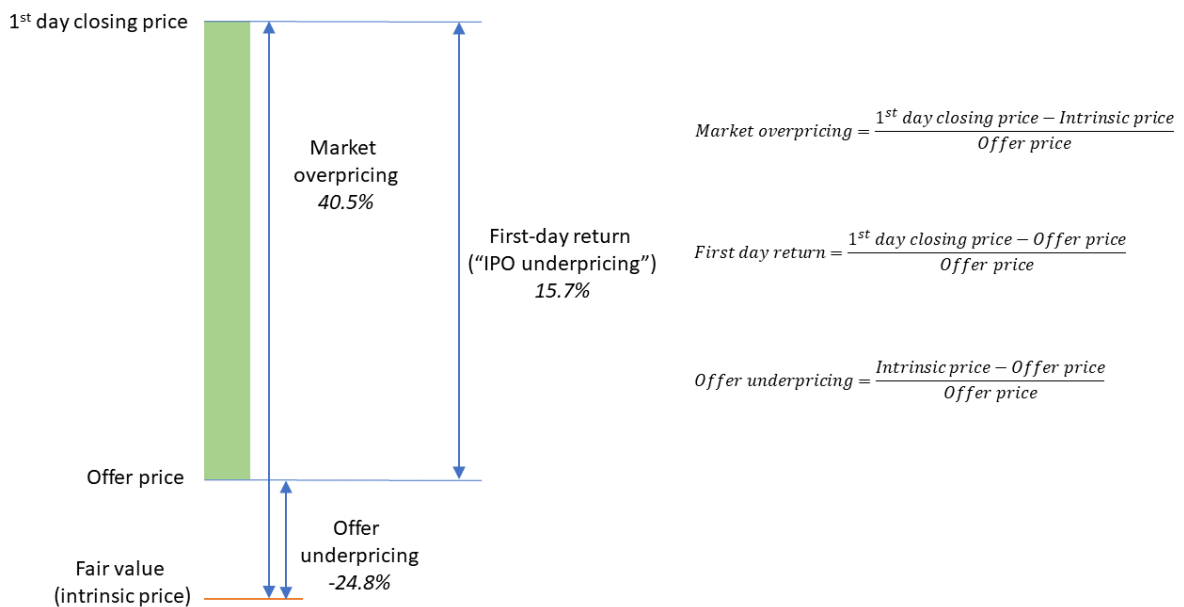 1st day closing price
Market
overpricing
40.5%
First-day return
(“IPO underpricing”)
15.7%
Offer price
Offer
underpricing
-24.8%
Fair value
(intrinsic price)
Market overpricing = (1st day closing price − Intrinsic price) / Offer price
First day return = (1st day closing price − Offer price) / Offer price
Offer underpricing = (Intrinsic price − Offer price) / Offer price